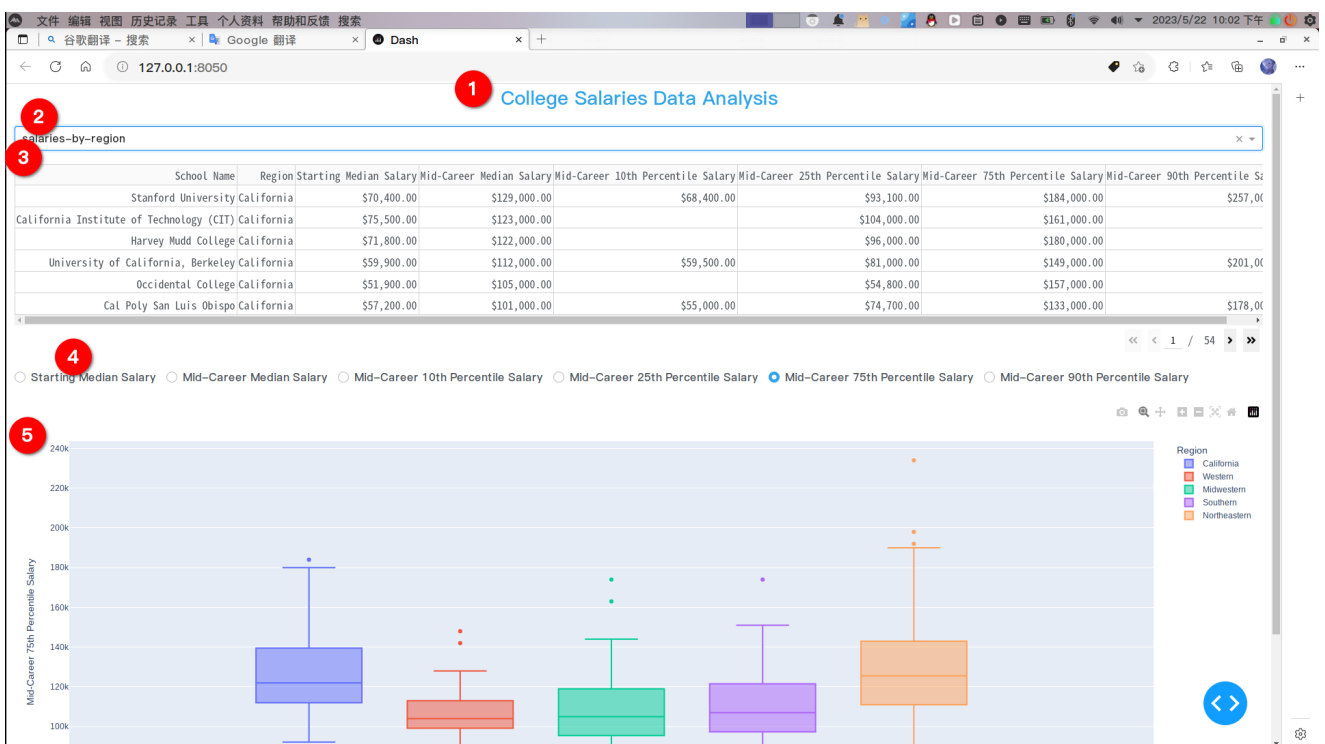 文件 编辑 视图 历史记录 工具 个人资料 帮助和反馈 搜索 2023/5/22 10:02 下午
谷歌翻译 – 搜索 × Google 翻译 × Dash ×
127.0.0.1:8050
1 College Salaries Data Analysis
2
salaries-by-region
3
School Name Region Starting Median Salary Mid-Career Median Salary Mid-Career 10th Percentile Salary Mid-Career 25th Percentile Salary Mid-Career 75th Percentile Salary Mid-Career 90th Percentile Sa
Stanford University California $70,400.00 $129,000.00 $68,400.00 $93,100.00 $184,000.00 $257,00
California Institute of Technology (CIT) California $75,500.00 $123,000.00 $104,000.00 $161,000.00
Harvey Mudd College California $71,800.00 $122,000.00 $96,000.00 $180,000.00
University of California, Berkeley California $59,900.00 $112,000.00 $59,500.00 $81,000.00 $149,000.00 $201,00
Occidental College California $51,900.00 $105,000.00 $54,800.00 $157,000.00
Cal Poly San Luis Obispo California $57,200.00 $101,000.00 $55,000.00 $74,700.00 $133,000.00 $178,00
1 / 54
4
Starting Median Salary Mid-Career Median Salary Mid-Career 10th Percentile Salary Mid-Career 25th Percentile Salary Mid-Career 75th Percentile Salary Mid-Career 90th Percentile Salary
5
240k
220k
200k
180k
160k
140k
120k
100k
Mid-Career 75th Percentile Salary
Region
California
Western
Midwestern
Southern
Northeastern